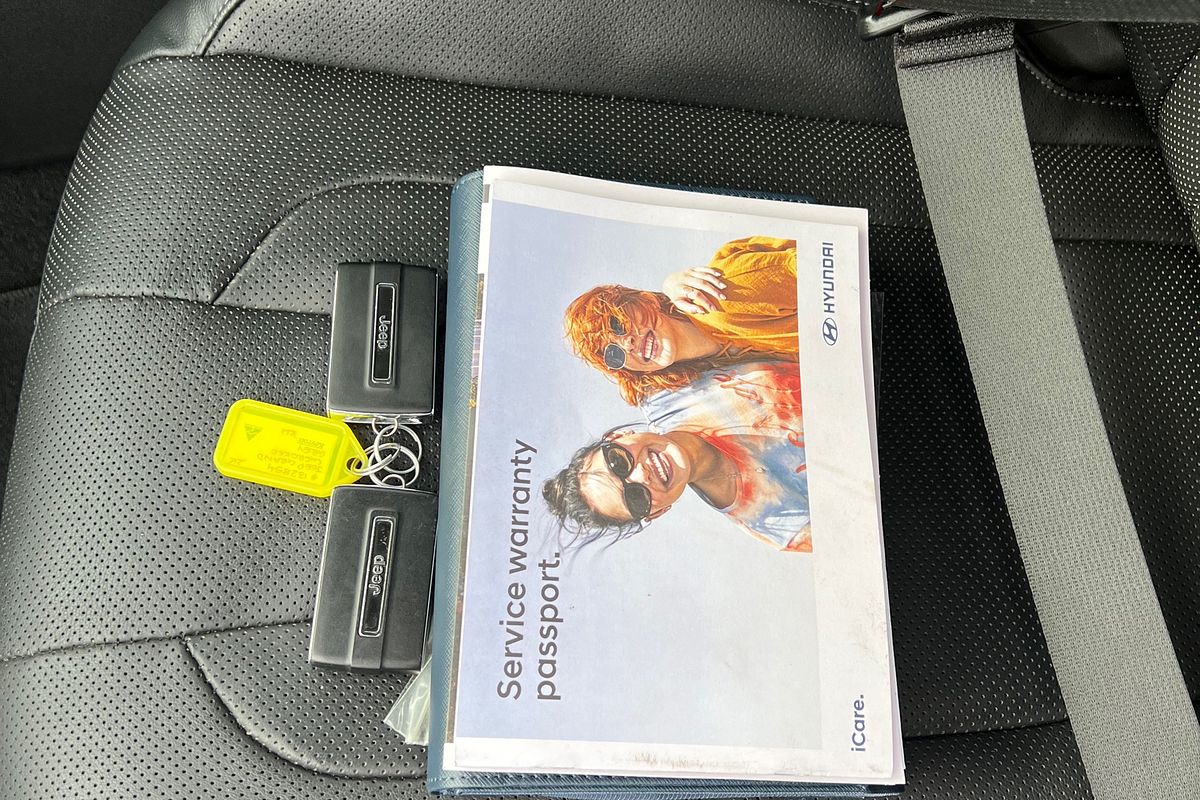 Service warranty
passport.
iCare.
HYUNDAI
Jeep
Jeep